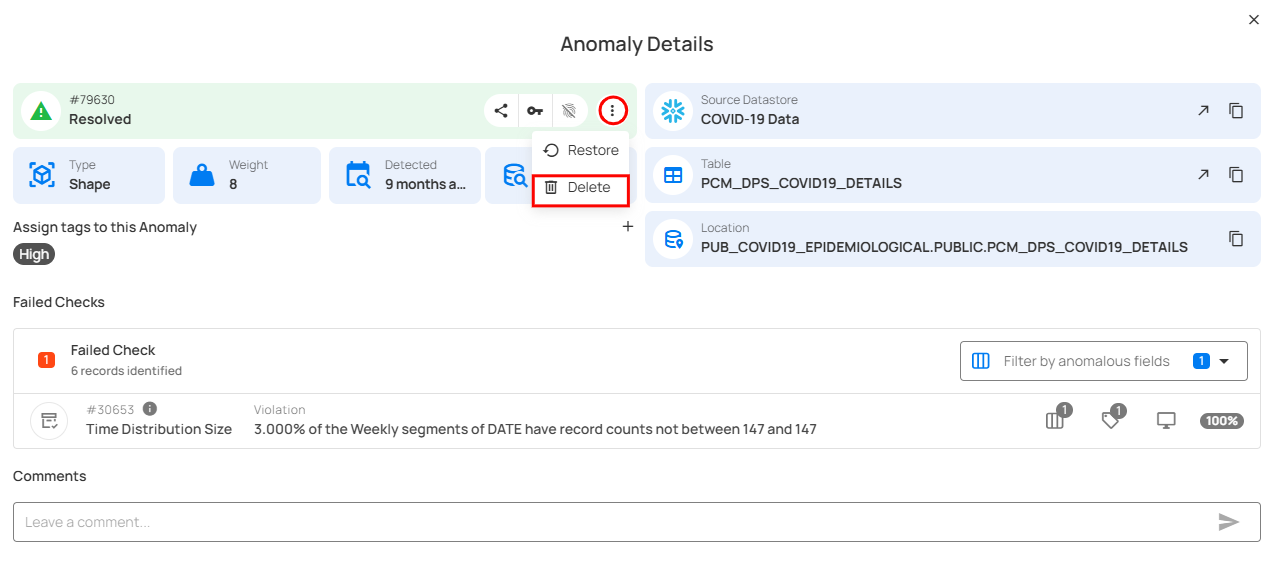 Anomaly Details
#79630
Resolved
Source Datastore
COVID-19 Data
Restore
Delete
Type
Shape
Weight
8
Detected
9 months a...
Table
PCM_DPS_COVID19_DETAILS
Assign tags to this Anomaly
High
Location
PUB_COVID19_EPIDEMIOLOGICAL.PUBLIC.PCM_DPS_COVID19_DETAILS
Failed Checks
1
Failed Check
6 records identified
Filter by anomalous fields
1
#30653
Time Distribution Size
Violation
3.000% of the Weekly segments of DATE have record counts not between 147 and 147
1
1
100%
Comments
Leave a comment...